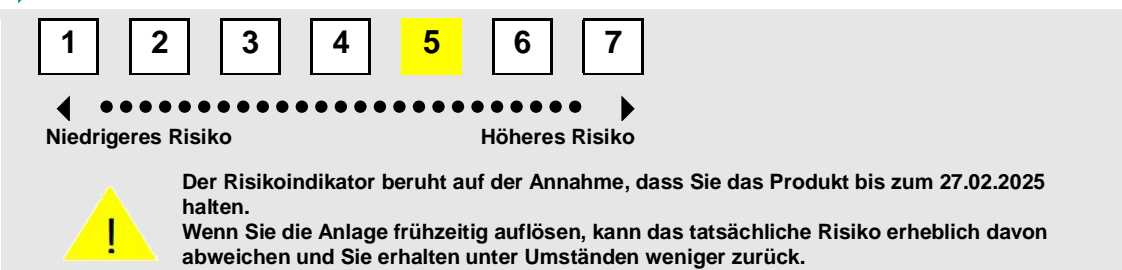 1 2 3 4 5 6 7
Niedrigeres Risiko Höheres Risiko
Der Risikoindikator beruht auf der Annahme, dass Sie das Produkt bis zum 27.02.2025
halten.
Wenn Sie die Anlage frühzeitig auflösen, kann das tatsächliche Risiko erheblich davon
abweichen und Sie erhalten unter Umständen weniger zurück.
!